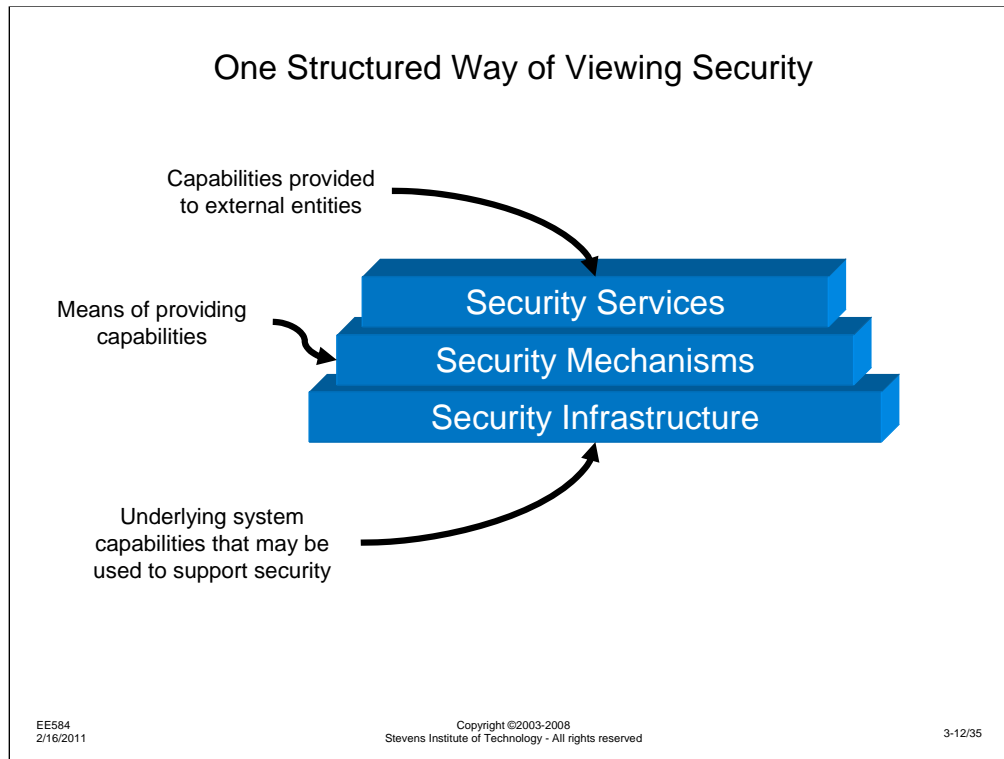 One Structured Way of Viewing Security
Capabilities provided
to external entities
Security Services
Means of providing
capabilities
Security Mechanisms
Security Infrastructure
Underlying system
capabilities that may be
used to support security
EE584
2/16/2011
Copyright ©2003-2008
Stevens Institute of Technology - All rights reserved
3-12/35